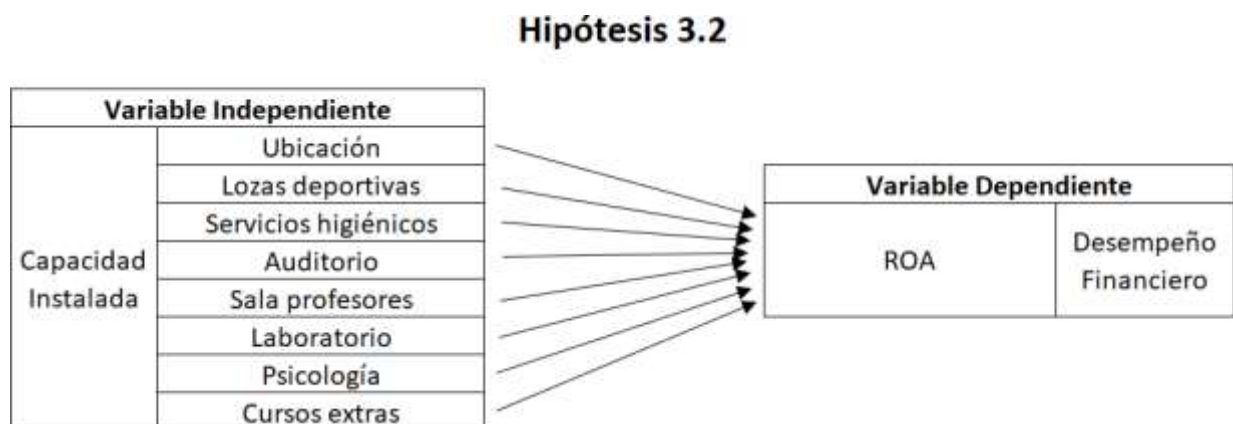 Hipótesis 3.2
Variable Independiente
Capacidad
Instalada
Ubicación
Lozas deportivas
Servicios higiénicos
Auditorio
Sala profesores
Laboratorio
Psicología
Cursos extras
Variable Dependiente
ROA
Desempeño
Financiero